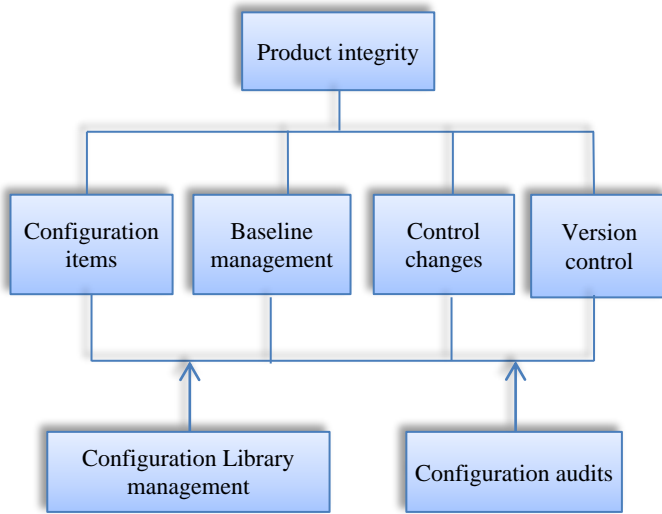 Product integrity
Configuration
items
Baseline
management
Control
changes
Version
control
Configuration Library
management
Configuration audits